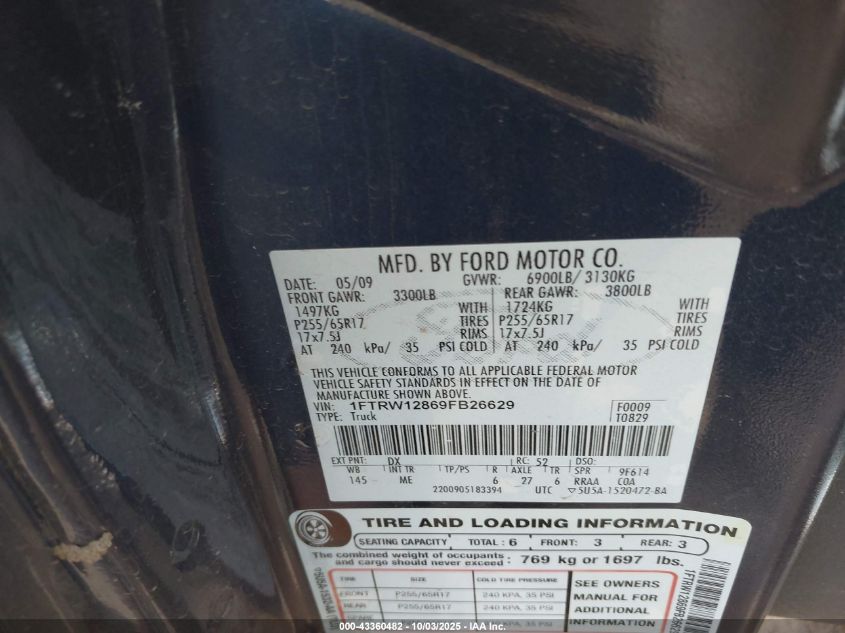 MFD. BY FORD MOTOR CO.
DATE: 05/09 GVWR: 6900LB/ 3130KG
FRONT GAWR: 3300LB REAR GAWR: 3800LB
1497KG WITH 1724KG WITH
P255/65R17 TIRES P255/65R17 TIRES
17x7.5J RIMS 17x7.5J RIMS
AT 240 kPa/ 35 PSI COLD AT 240 kPa/ 35 PSI COLD
THIS VEHICLE CONFORMS TO ALL APPLICABLE FEDERAL MOTOR
VEHICLE SAFETY STANDARDS IN EFFECT ON THE DATE OF
MANUFACTURE SHOWN ABOVE.
VIN: 1FTRW12869FB26629 F0009
TYPE: Truck T0829
EXT PNT: DX RC: 52 DSO:
WB INT TR TP/PS R AXLE TR SPR 9F614
145 ME 6 27 6 RRAA COA
2200905183394 UTC ▽5U5A-1520472-BA
TIRE AND LOADING INFORMATION
SEATING CAPACITY TOTAL: 6 FRONT: 3 REAR: 3
The combined weight of occupants
and cargo should never exceed: 769 kg or 1697 lbs.
TIRE SIZE COLD TIRE PRESSURE SEE OWNERS
FRONT P255/65R17 240 KPA, 35 PSI MANUAL FOR
REAR P255/65R17 240 KPA, 35 PSI ADDITIONAL
INFORMATION
000-43360482 - 10/03/2025 - IAA Inc.